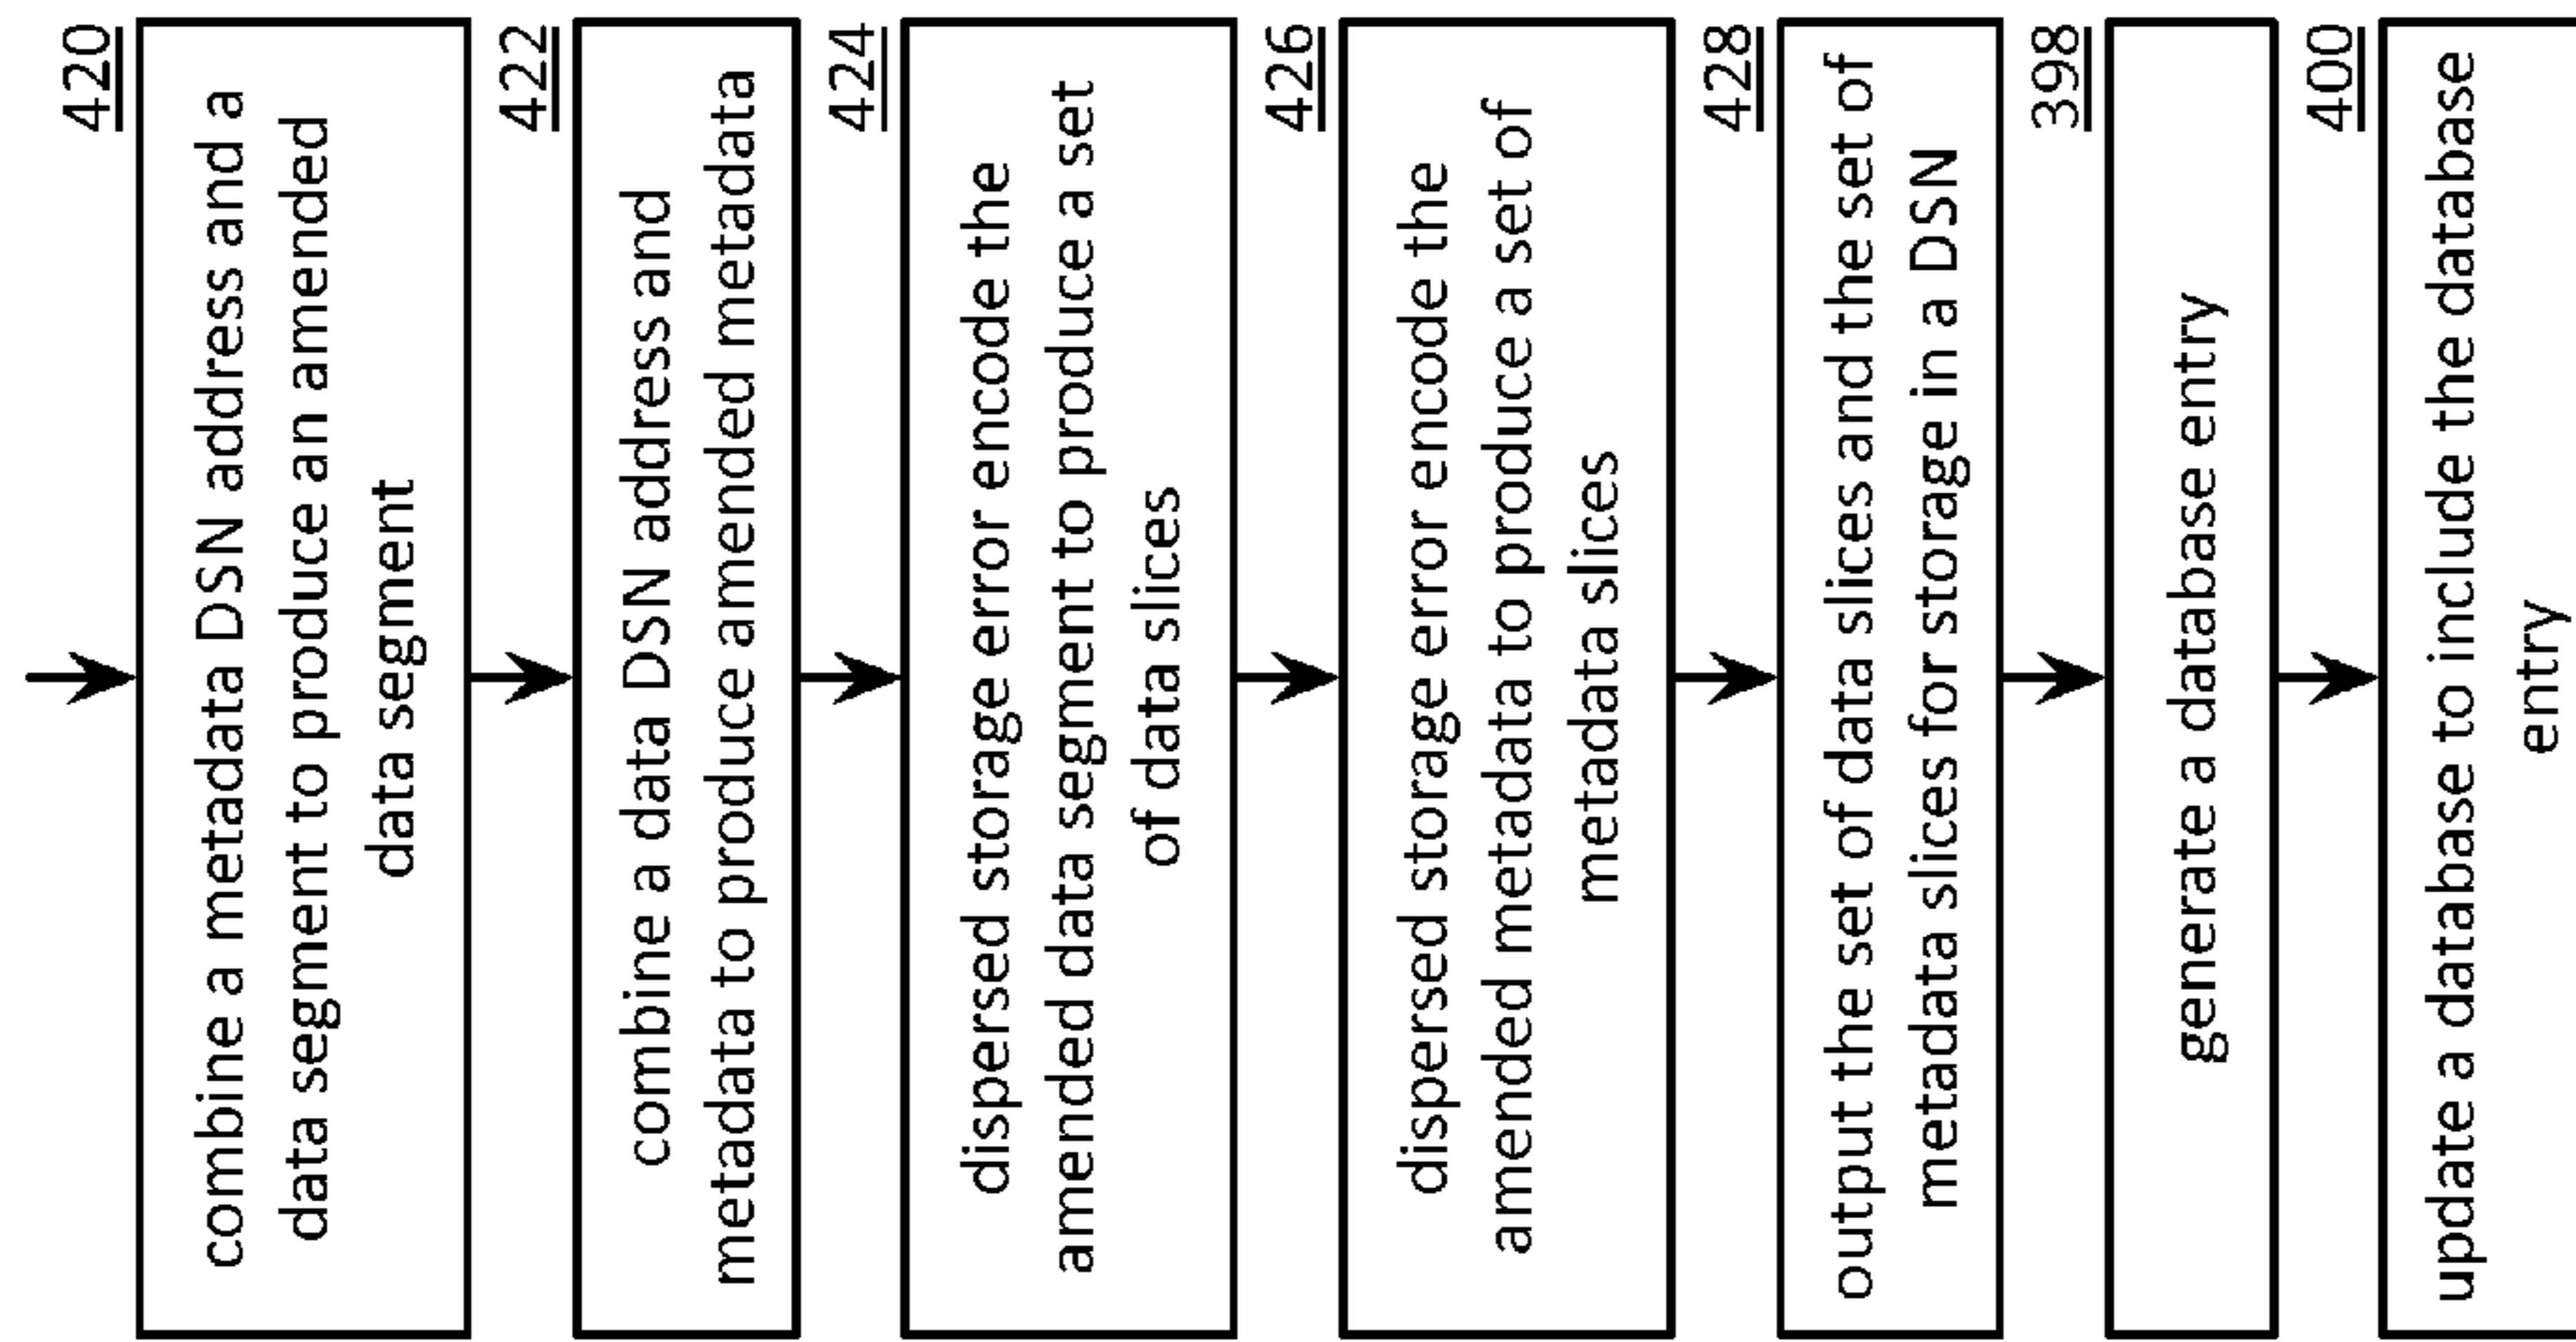 420
combine a metadata DSN address and a
data segment to produce an amended
data segment
422
combine a data DSN address and
metadata to produce amended metadata
424
dispersed storage error encode the
amended data segment to produce a set
of data slices
426
dispersed storage error encode the
amended metadata to produce a set of
metadata slices
428
output the set of data slices and the set of
metadata slices for storage in a DSN
398
generate a database entry
400
update a database to include the database
entry